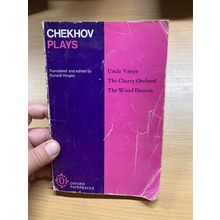 CHEKHOV
PLAYS
Translated and edited by
Ronald Hingley
Uncle Vanya
The Cherry Orchard
The Wood Demon
OXFORD
PAPERBACKS